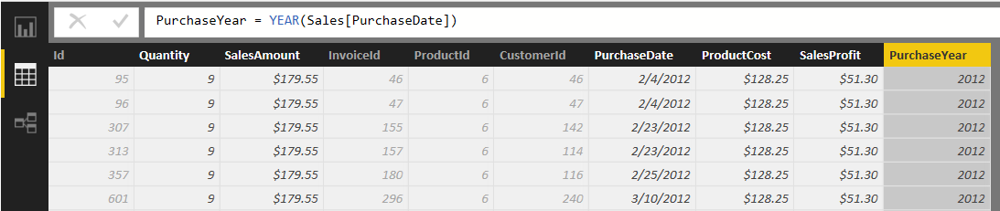 PurchaseYear = YEAR(Sales[PurchaseDate])
Id Quantity SalesAmount InvoiceId ProductId CustomerId PurchaseDate ProductCost SalesProfit PurchaseYear
95 9 $179.55 46 6 46 2/4/2012 $128.25 $51.30 2012
96 9 $179.55 47 6 47 2/4/2012 $128.25 $51.30 2012
307 9 $179.55 155 6 142 2/23/2012 $128.25 $51.30 2012
313 9 $179.55 157 6 114 2/23/2012 $128.25 $51.30 2012
357 9 $179.55 180 6 116 2/25/2012 $128.25 $51.30 2012
601 9 $179.55 296 6 240 3/10/2012 $128.25 $51.30 2012